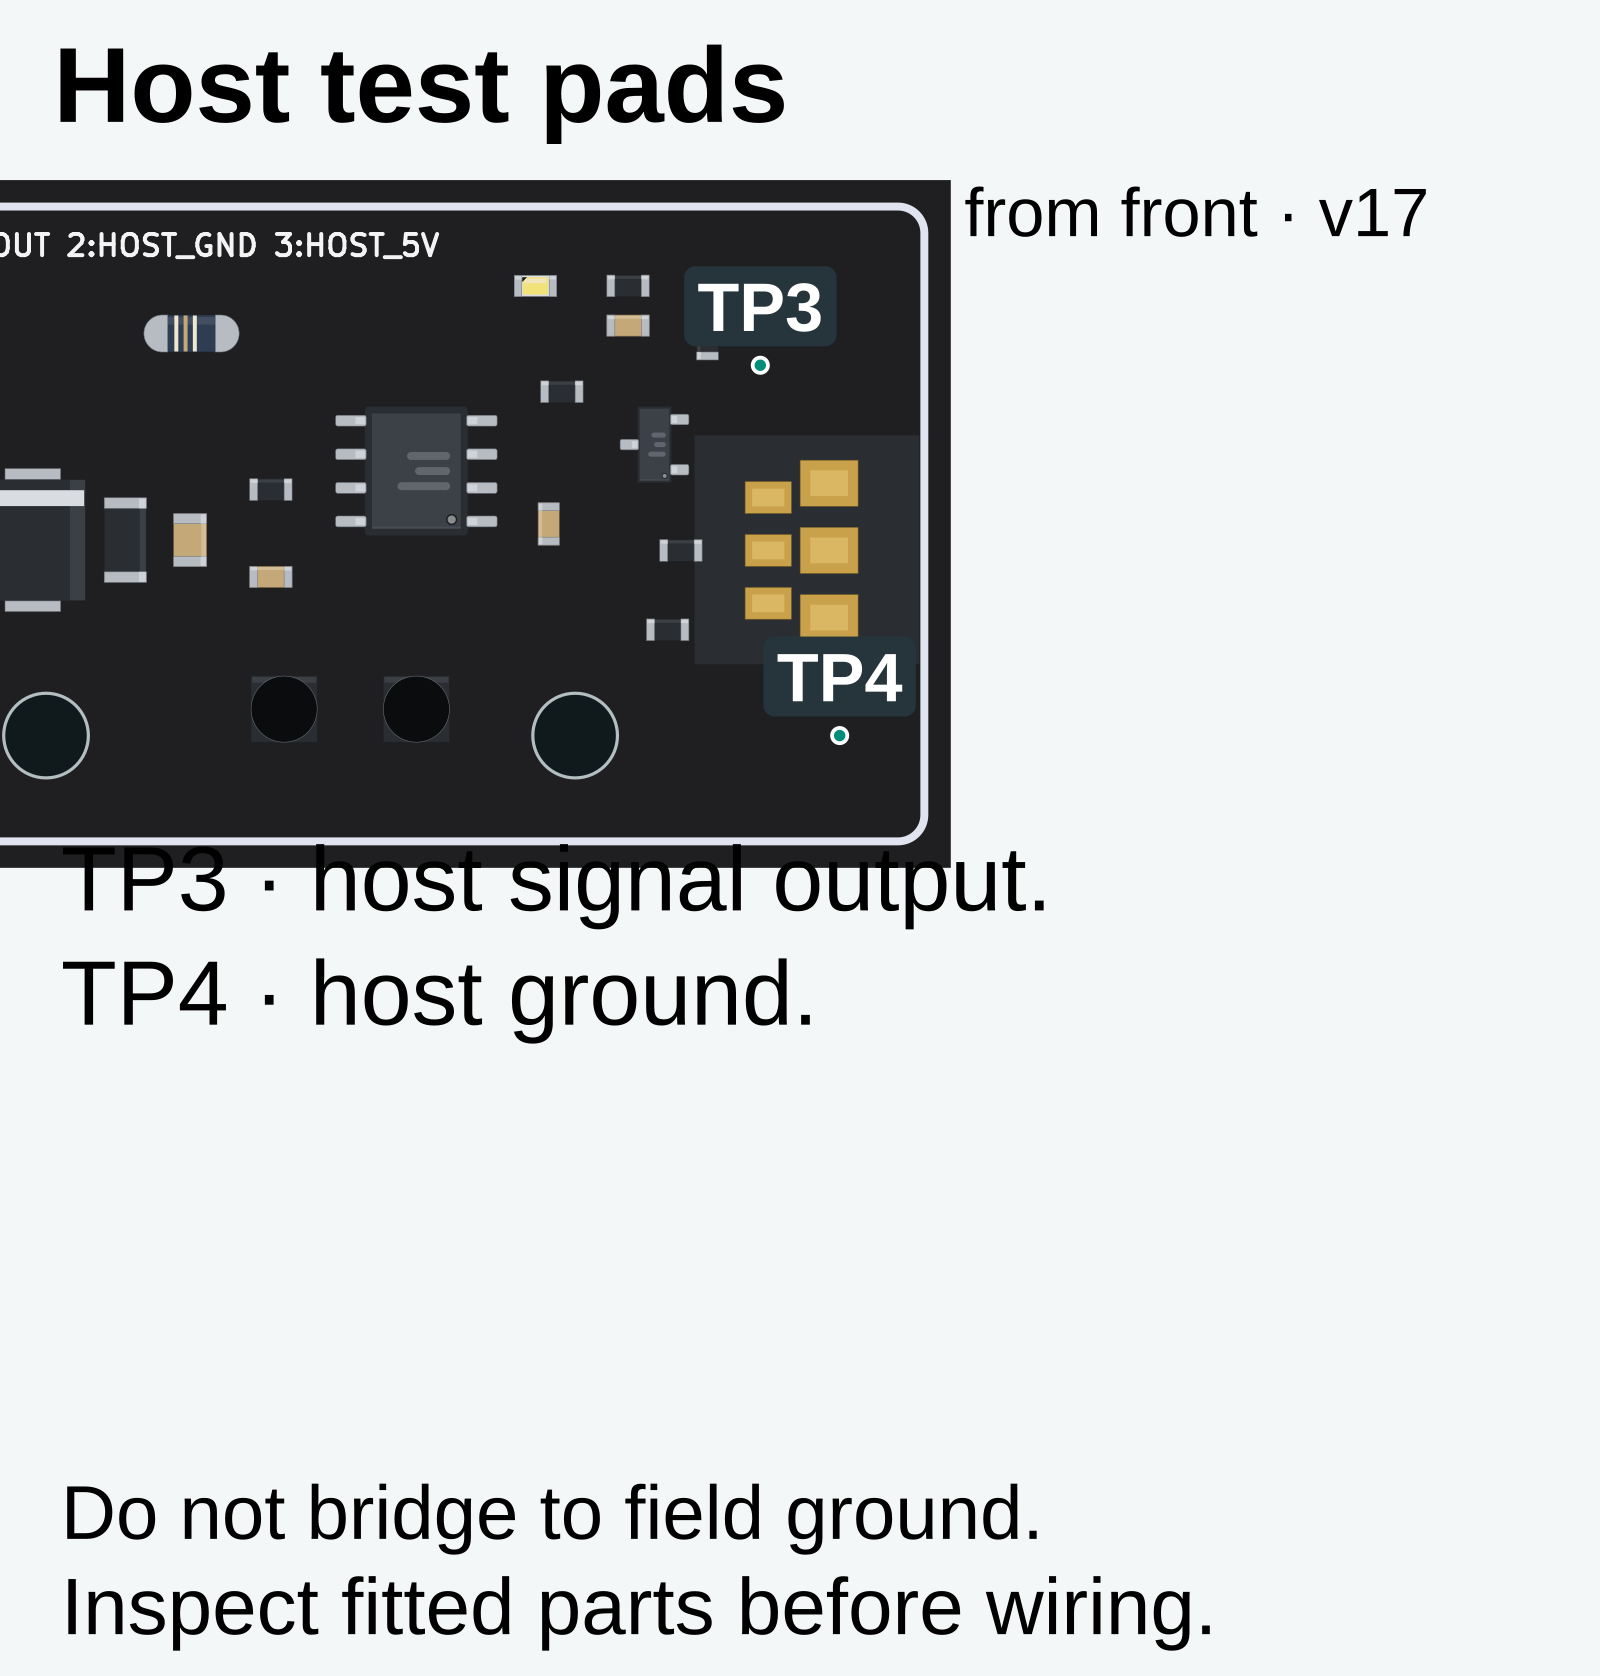 Host test pads
from front · v17
OUT 2:HOST_GND 3:HOST_5V
TP3
TP4
TP3 · host signal output.
TP4 · host ground.
Do not bridge to field ground.
Inspect fitted parts before wiring.